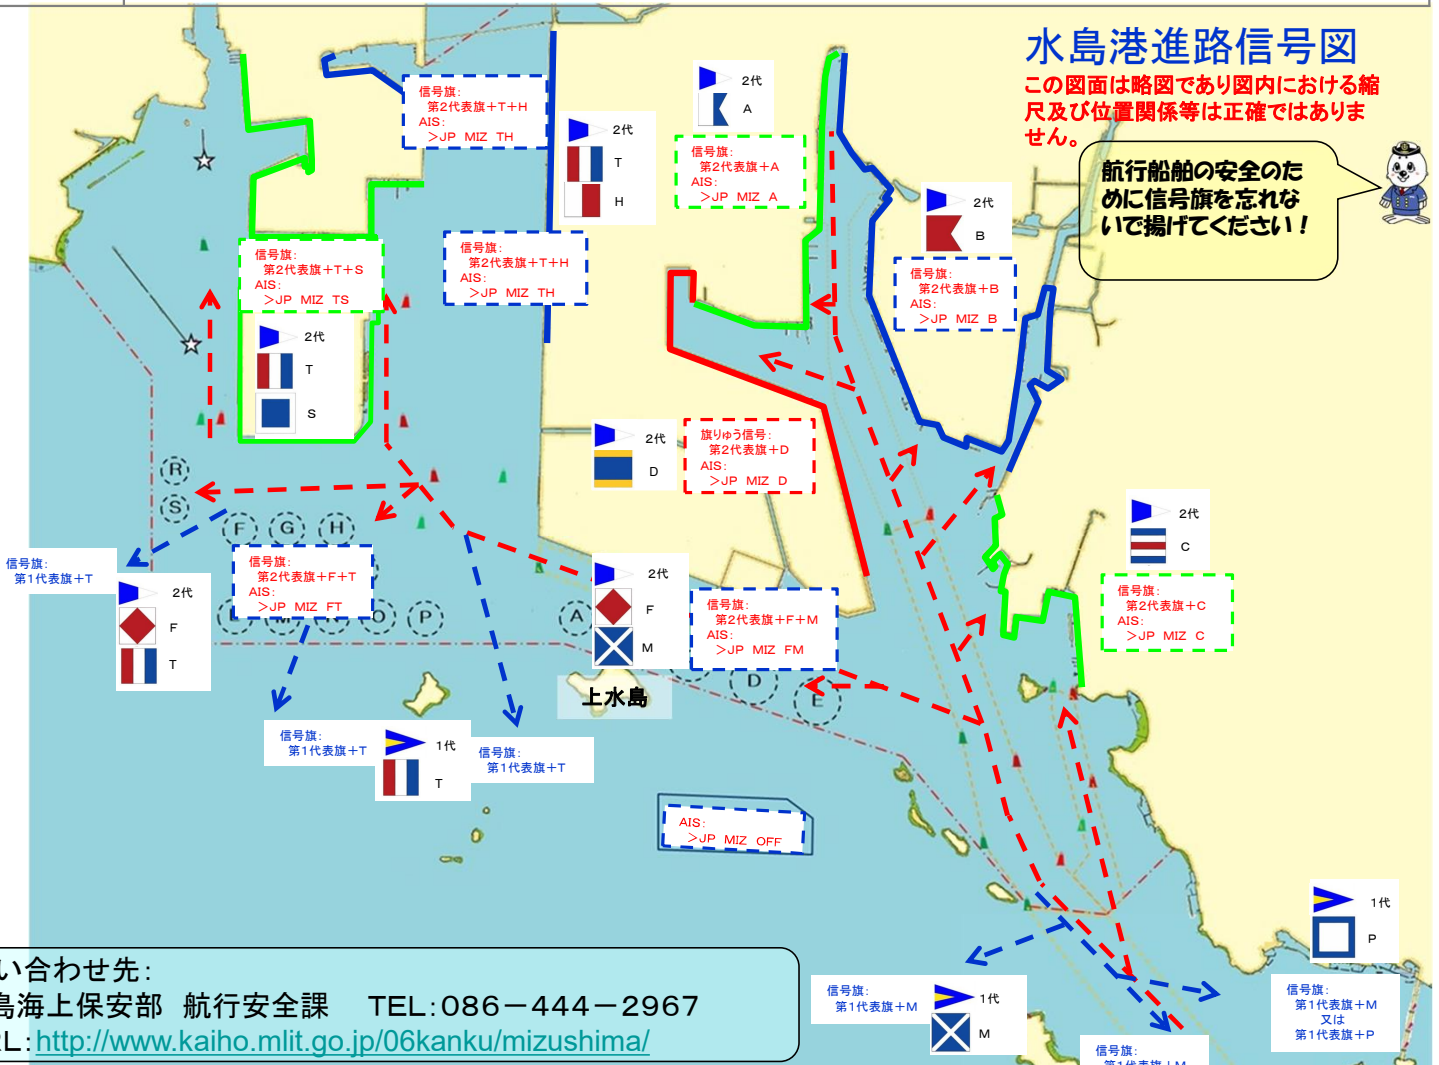 水島港進路信号図
この図面は略図であり図内における縮
尺及び位置関係等は正確ではありま
せん。
航行船舶の安全のた
めに信号旗を忘れな
いで揚げてください！
信号旗：
第2代表旗＋T＋H
AIS：
＞JP MIZ TH
2代
T
H
2代
A
信号旗：
第2代表旗＋A
AIS：
＞JP MIZ A
2代
B
信号旗：
第2代表旗＋B
AIS：
＞JP MIZ B
信号旗：
第2代表旗＋T＋S
AIS：
＞JP MIZ TS
2代
T
S
信号旗：
第2代表旗＋T＋H
AIS：
＞JP MIZ TH
2代
D
旗りゅう信号：
第2代表旗＋D
AIS：
＞JP MIZ D
2代
C
信号旗：
第2代表旗＋C
AIS：
＞JP MIZ C
R
S
F
G
H
信号旗：
第1代表旗＋T
2代
F
T
信号旗：
第2代表旗＋F＋T
AIS：
＞JP MIZ FT
O
P
A
2代
F
M
信号旗：
第2代表旗＋F＋M
AIS：
＞JP MIZ FM
D
E
上水島
信号旗：
第1代表旗＋T
1代
T
信号旗：
第1代表旗＋T
AIS：
＞JP MIZ OFF
1代
P
信号旗：
第1代表旗＋M
又は
第1代表旗＋P
信号旗：
第1代表旗＋M
1代
M
信号旗：
第1代表旗＋M
い合わせ先：
島海上保安部 航行安全課 TEL：086－444－2967
RL：http://www.kaiho.mlit.go.jp/06kanku/mizushima/